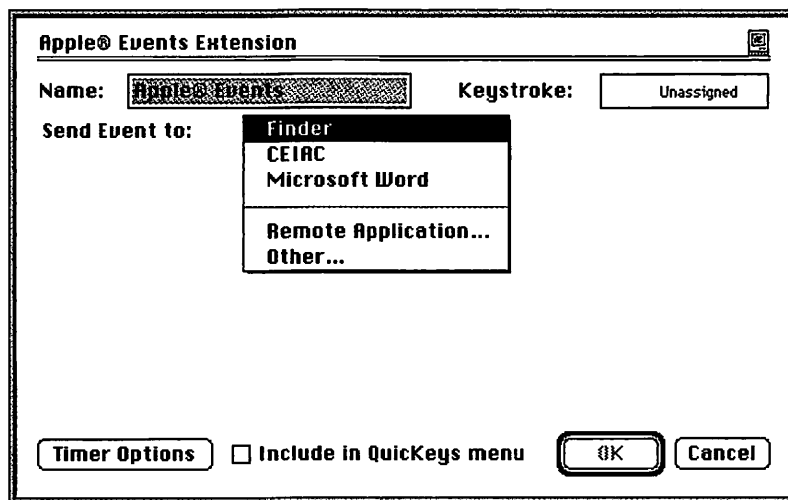 Apple® Events Extension
Name: Apple® Events Keystroke: Unassigned
Send Event to: Finder
CEIAC
Microsoft Word
Remote Application...
Other...
Timer Options Include in QuicKeys menu OK Cancel